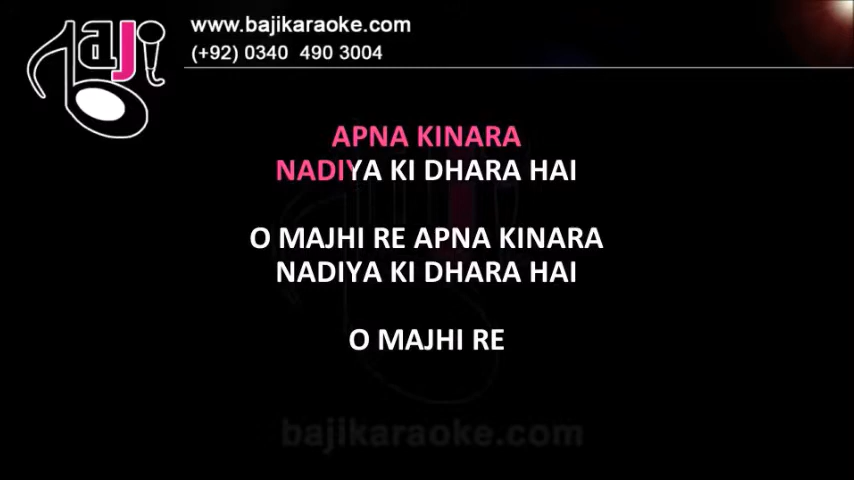 www.bajikaraoke.com
(+92) 0340 490 3004
baji
APNA KINARA
NADIYA KI DHARA HAI
O MAJHI RE APNA KINARA
NADIYA KI DHARA HAI
O MAJHI RE
bajikaraoke.com